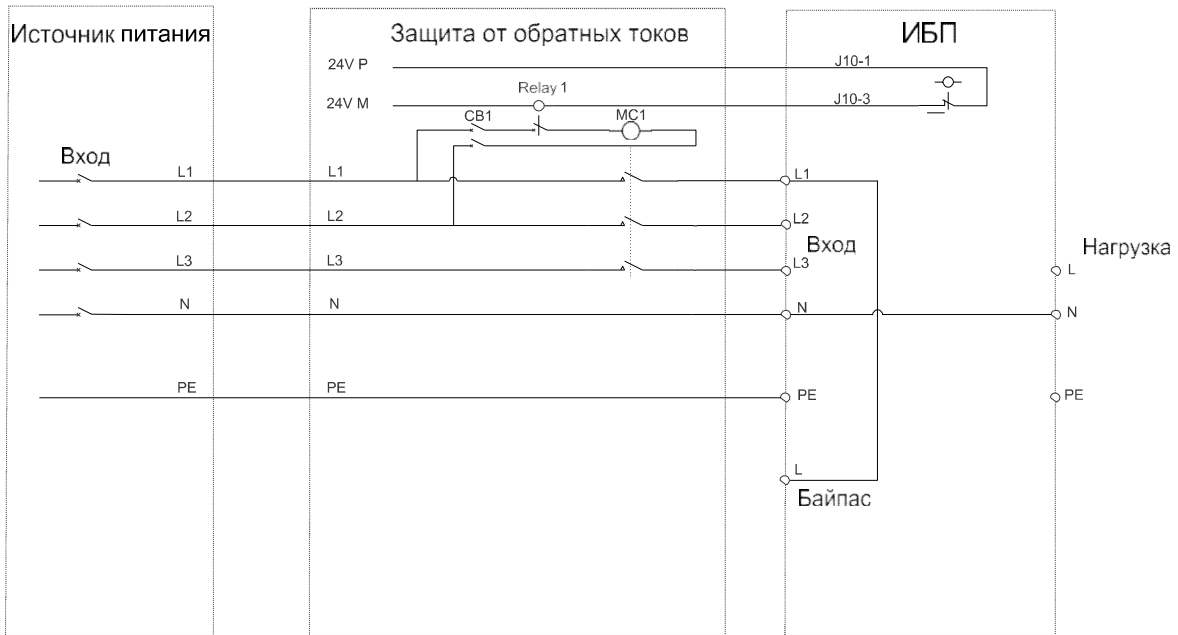 Источник питания
Защита от обратных токов
ИБП
24V P
J10-1
Relay 1
24V M
J10-3
CB1
MC1
Вход
L1
L1
L1
L2
L2
L2
Вход
Нагрузка
L3
L3
L3
L
N
N
N
N
PE
PE
PE
PE
L
Байпас